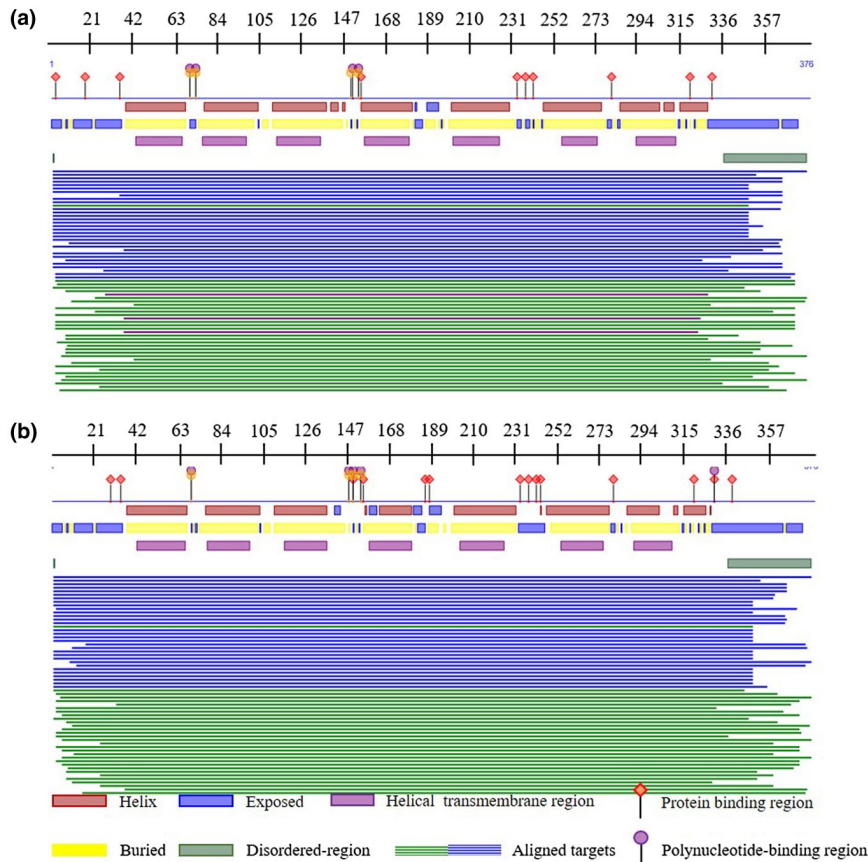 (a)
21 42 63 84 105 126 147 168 189 210 231 252 273 294 315 336 357
1 376
(b)
21 42 63 84 105 126 147 168 189 210 231 252 273 294 315 336 357
Helix Exposed Helical transmembrane region Protein binding region
Buried Disordered-region Aligned targets Polynucleotide-binding region